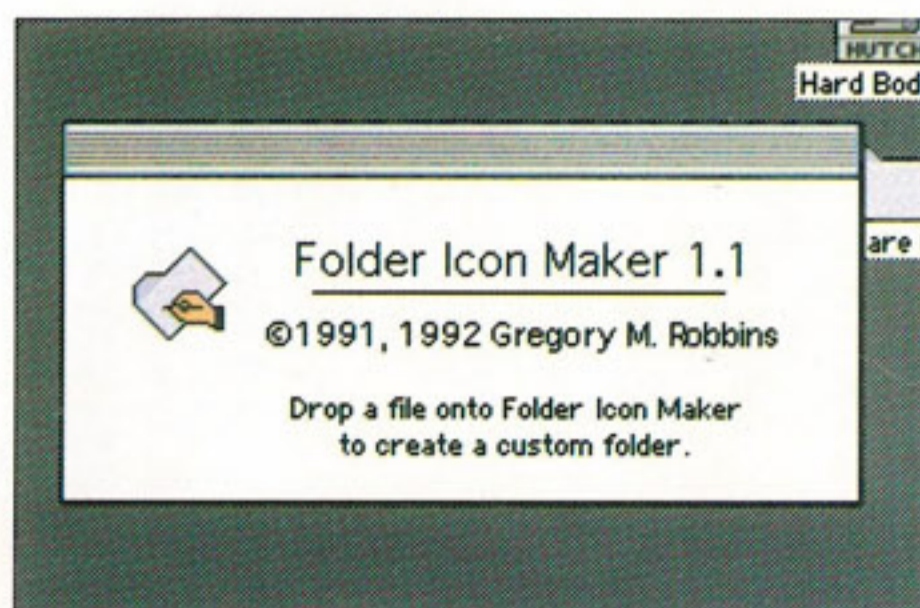 HUTCH
Hard Bod
are
Folder Icon Maker 1.1
©1991, 1992 Gregory M. Robbins
Drop a file onto Folder Icon Maker
to create a custom folder.